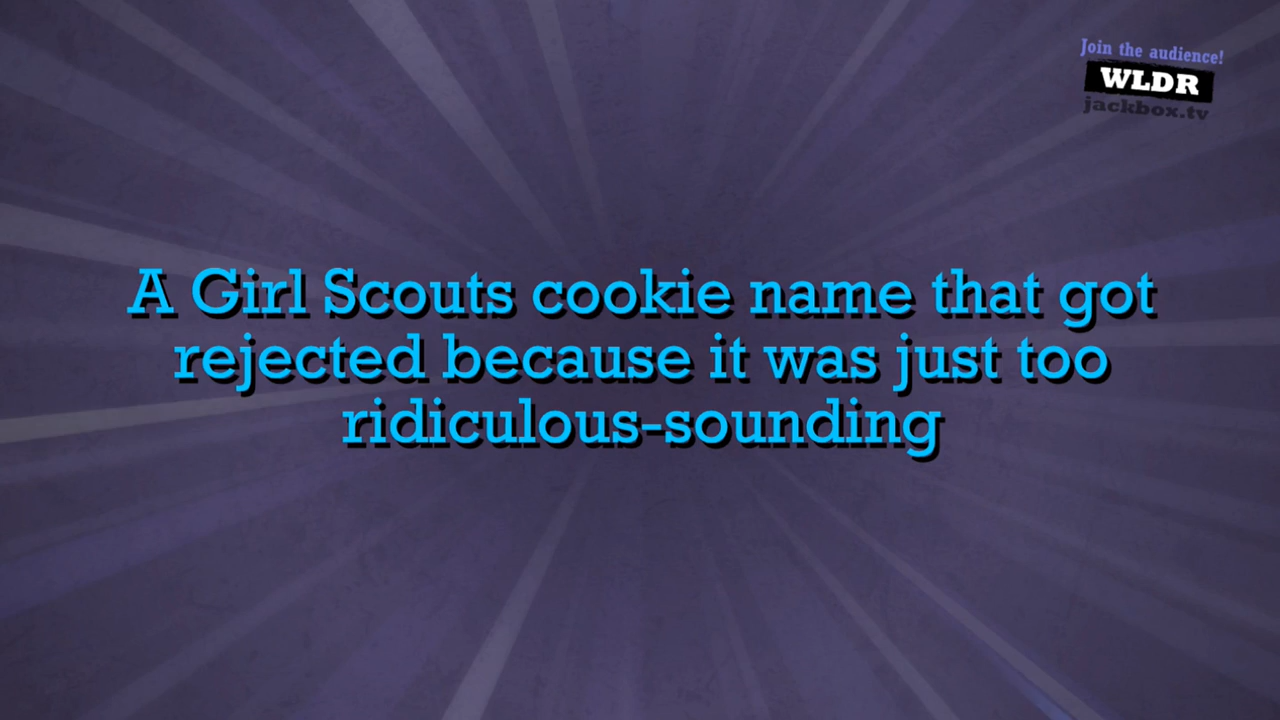 Join the audience!
WLDR
jackbox.tv
A Girl Scouts cookie name that got
rejected because it was just too
ridiculous-sounding